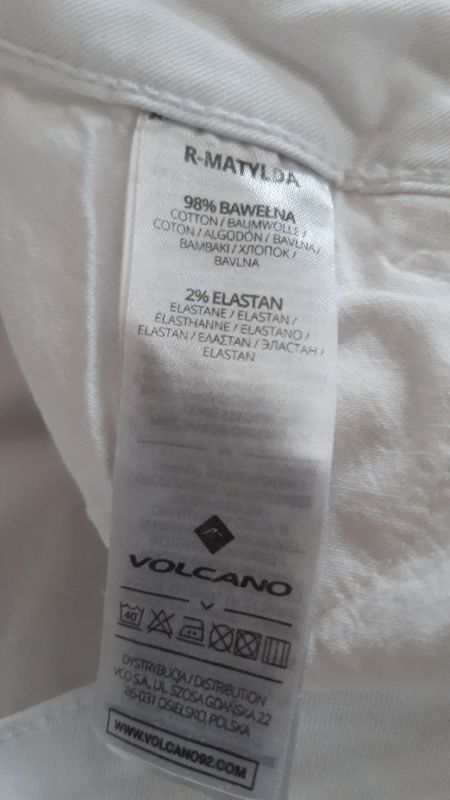 R-MATYLDA
98% BAWEŁNA
COTTON / BAUMWOLLE /
COTON / ALGODÓN / BAVLNA /
BAMBAKI / ХЛОПОК /
BAVLNA
2% ELASTAN
ELASTANE / ELASTAN /
ÉLASTHANNE / ELASTANO /
ELASTAN / ΕΛΑΣΤΑΝ / ЭЛАСТАН /
ELASTAN
VOLCANO
40
DYSTRYBUCJA / DISTRIBUTION
VCO S.A., UL. SZOSA GDAŃSKA 22
86-031 OSIELSKO, POLSKA
WWW.VOLCANO92.COM